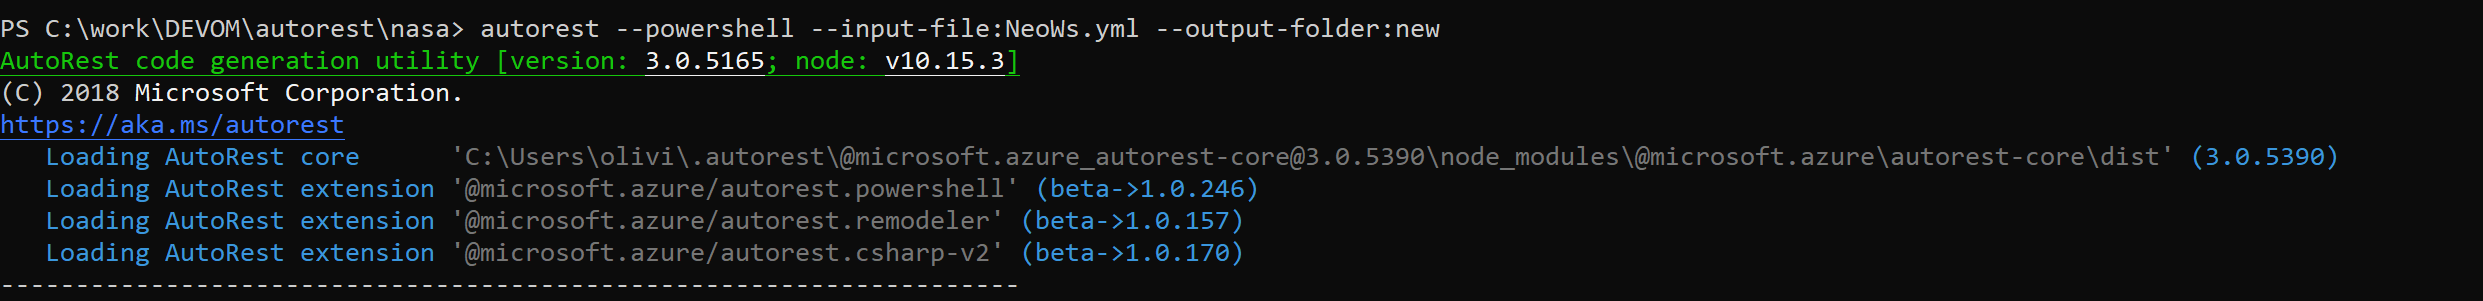 PS C:\work\DEVOM\autorest\nasa> autorest --powershell --input-file:NeoWs.yml --output-folder:new
AutoRest code generation utility [version: 3.0.5165; node: v10.15.3]
(C) 2018 Microsoft Corporation.
https://aka.ms/autorest
   Loading AutoRest core      'C:\Users\olivi\.autorest\@microsoft.azure_autorest-core@3.0.5390\node_modules\@microsoft.azure\autorest-core\dist' (3.0.5390)
   Loading AutoRest extension '@microsoft.azure/autorest.powershell' (beta->1.0.246)
   Loading AutoRest extension '@microsoft.azure/autorest.remodeler' (beta->1.0.157)
   Loading AutoRest extension '@microsoft.azure/autorest.csharp-v2' (beta->1.0.170)
--------------------------------------------------------------------